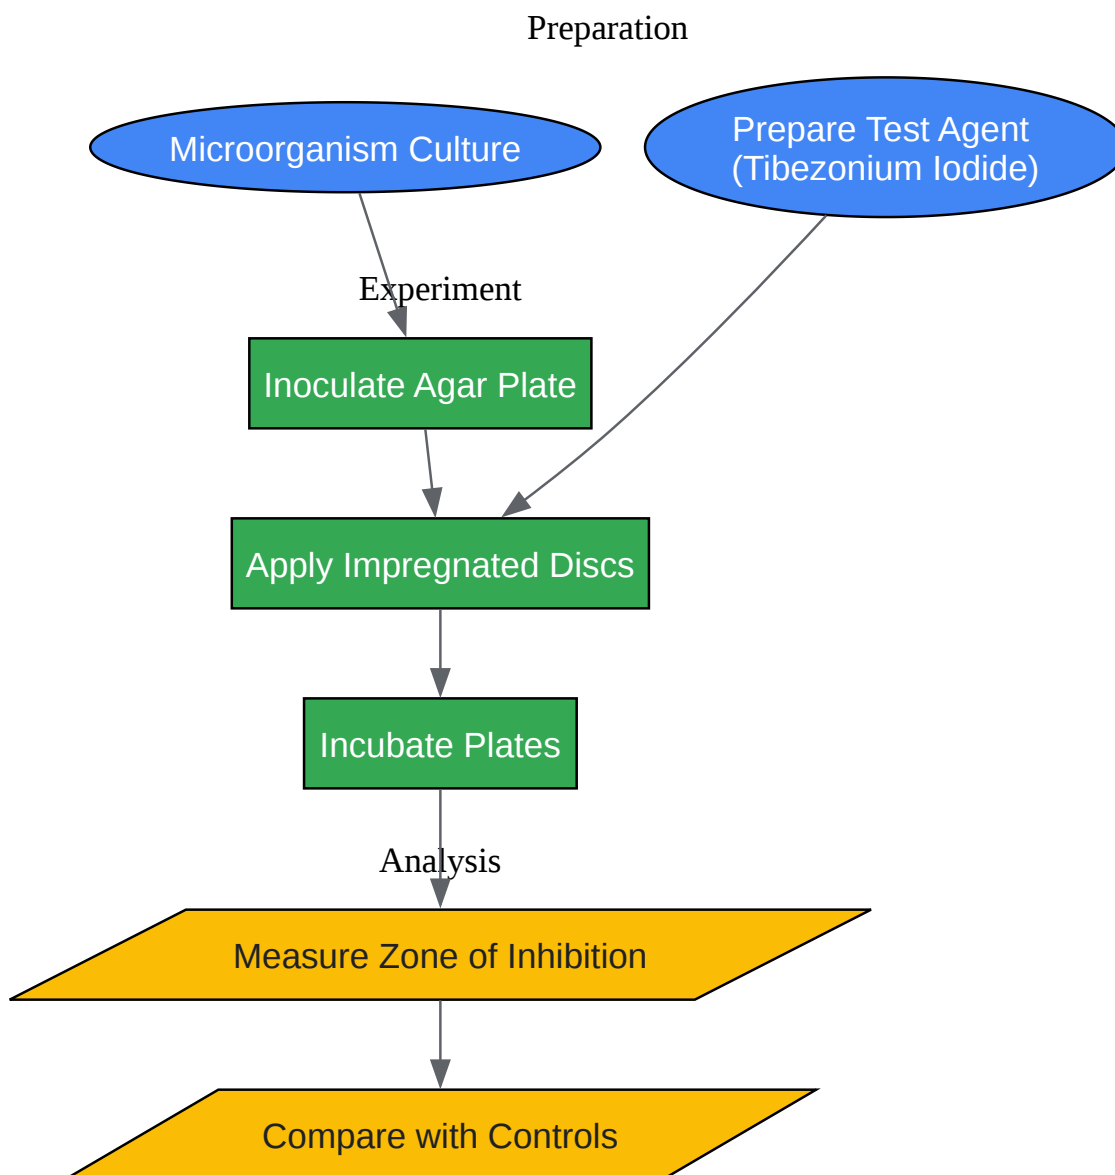 Preparation
Microorganism Culture
Prepare Test Agent
(Tibezonium Iodide)
Experiment
Inoculate Agar Plate
Apply Impregnated Discs
Incubate Plates
Analysis
Measure Zone of Inhibition
Compare with Controls